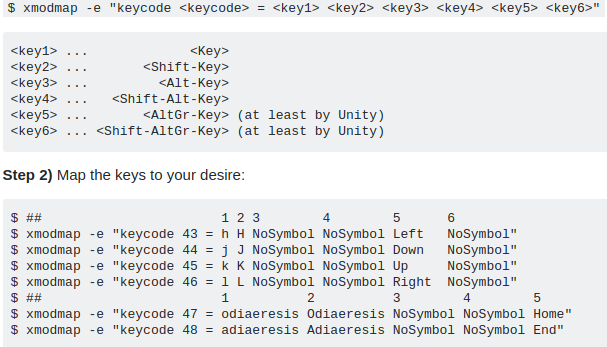 $ xmodmap -e "keycode <keycode> = <key1> <key2> <key3> <key4> <key5> <key6>"
<key1> ...             <Key>
<key2> ...       <Shift-Key>
<key3> ...         <Alt-Key>
<key4> ...   <Shift-Alt-Key>
<key5> ...       <AltGr-Key> (at least by Unity)
<key6> ... <Shift-AltGr-Key> (at least by Unity)
Step 2) Map the keys to your desire:
$ ##                       1 2 3        4        5      6
$ xmodmap -e "keycode 43 = h H NoSymbol NoSymbol Left   NoSymbol"
$ xmodmap -e "keycode 44 = j J NoSymbol NoSymbol Down   NoSymbol"
$ xmodmap -e "keycode 45 = k K NoSymbol NoSymbol Up     NoSymbol"
$ xmodmap -e "keycode 46 = l L NoSymbol NoSymbol Right  NoSymbol"
$ ##                       1          2          3        4        5
$ xmodmap -e "keycode 47 = odiaeresis Odiaeresis NoSymbol NoSymbol Home"
$ xmodmap -e "keycode 48 = adiaeresis Adiaeresis NoSymbol NoSymbol End"